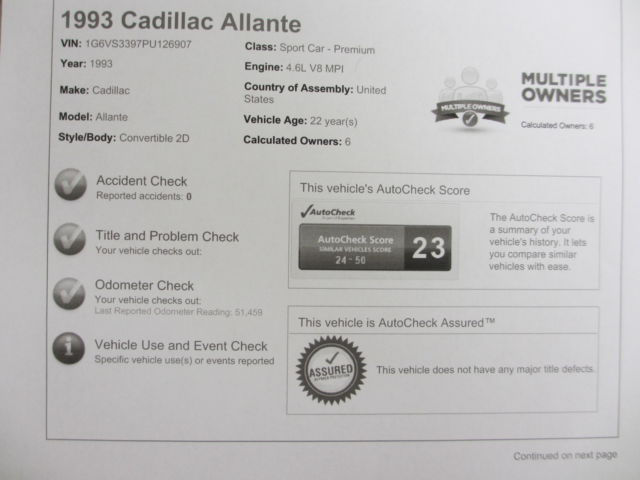 1993 Cadillac Allante
VIN: 1G6VS3397PU126907
Year: 1993
Make: Cadillac
Model: Allante
Style/Body: Convertible 2D
Class: Sport Car - Premium
Engine: 4.6L V8 MPI
Country of Assembly: United
States
Vehicle Age: 22 year(s)
Calculated Owners: 6
MULTIPLE OWNERS
MULTIPLE
OWNERS
Calculated Owners: 6
Accident Check
Reported accidents: 0
Title and Problem Check
Your vehicle checks out:
Odometer Check
Your vehicle checks out:
Last Reported Odometer Reading: 51,459
Vehicle Use and Event Check
Specific vehicle use(s) or events reported
This vehicle's AutoCheck Score
AutoCheck
AutoCheck Score
SIMILAR VEHICLES SCORE
24 - 50
23
The AutoCheck Score is
a summary of your
vehicle's history. It lets
you compare similar
vehicles with ease.
This vehicle is AutoCheck Assured™
ASSURED
This vehicle does not have any major title defects.
Continued on next page